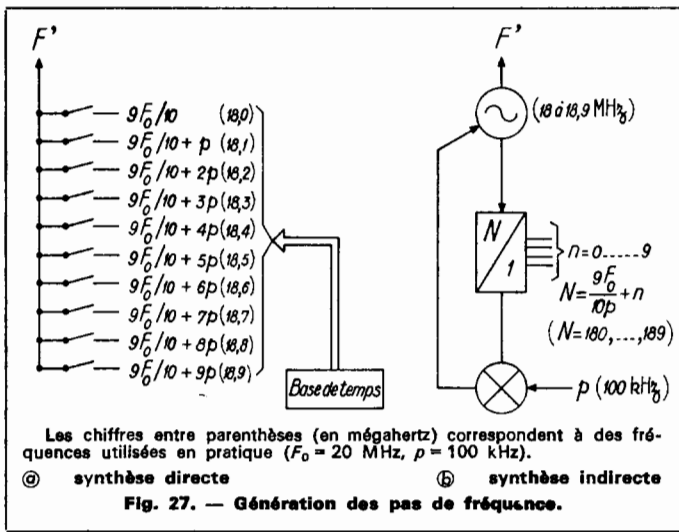 F'
9F₀/10 (18,0)
9F₀/10 + p (18,1)
9F₀/10 + 2p (18,2)
9F₀/10 + 3p (18,3)
9F₀/10 + 4p (18,4)
9F₀/10 + 5p (18,5)
9F₀/10 + 6p (18,6)
9F₀/10 + 7p (18,7)
9F₀/10 + 8p (18,8)
9F₀/10 + 9p (18,9)
Base de temps
F'
(18 à 18,9 MHz)
N/1
n = 0.....9
N = 9F₀/10p + n
(N = 180, ..., 189)
p (100 kHz)
Les chiffres entre parenthèses (en mégahertz) correspondent à des fré-
quences utilisées en pratique (F₀ = 20 MHz, p = 100 kHz).
ⓐ synthèse directe ⓑ synthèse indirecte
Fig. 27. — Génération des pas de fréquence.